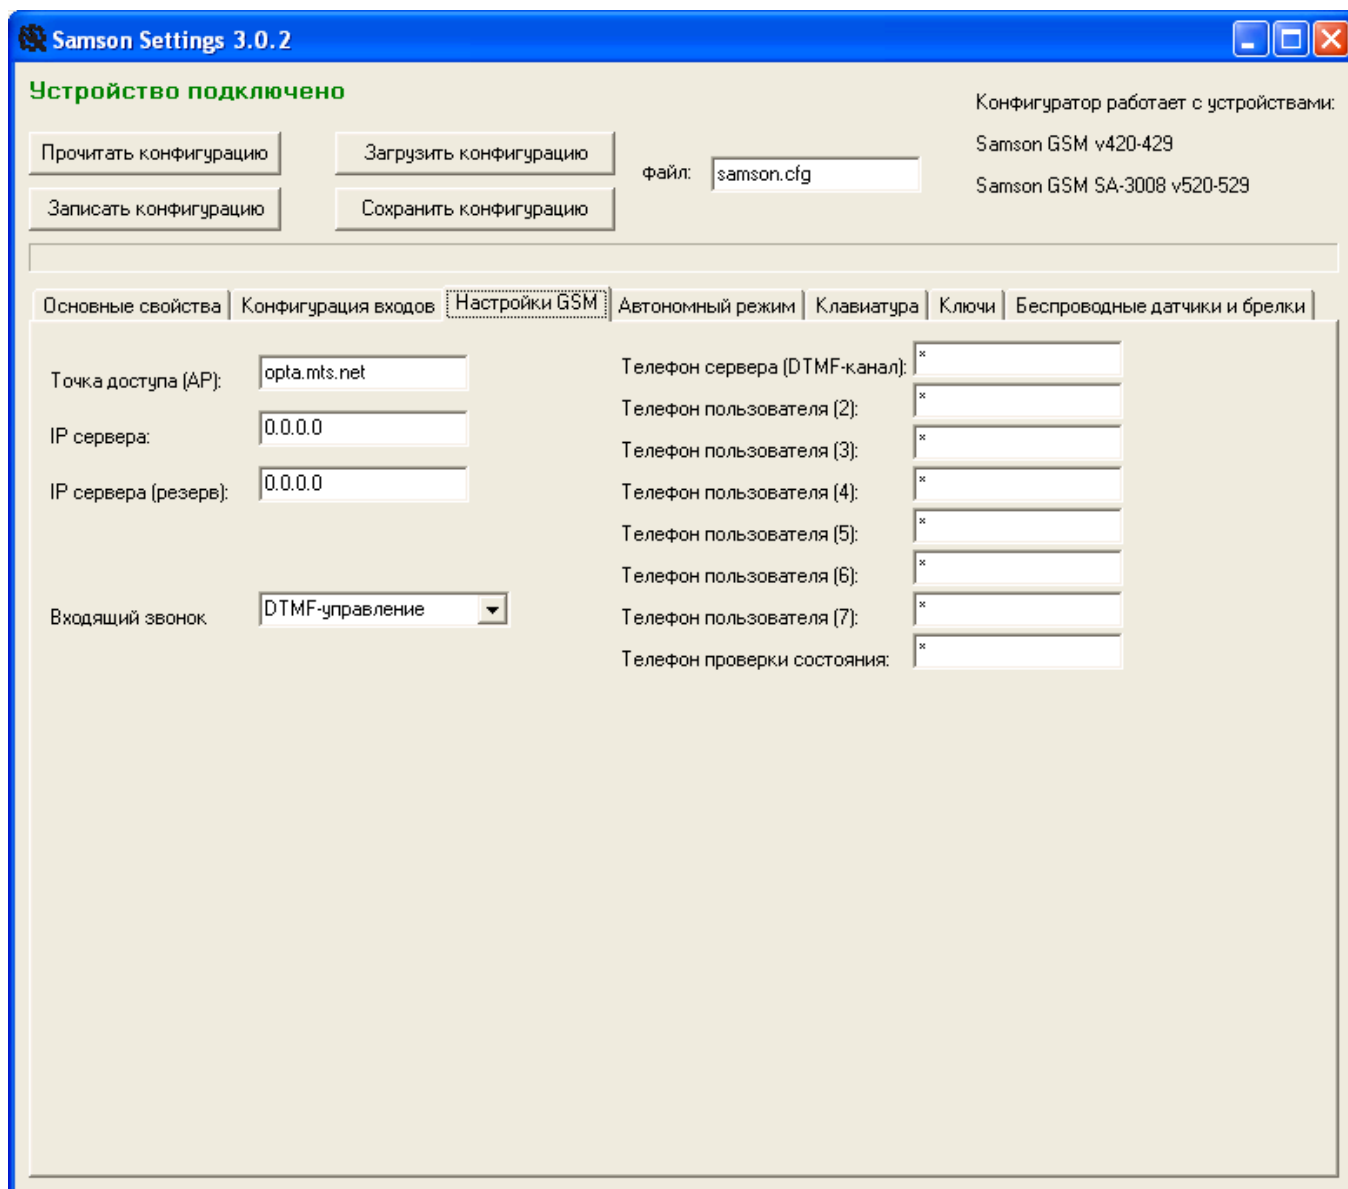 Samson Settings 3.0.2
Устройство подключено
Конфигуратор работает с устройствами:
Samson GSM v420-429
Samson GSM SA-3008 v520-529
Прочитать конфигурацию
Загрузить конфигурацию
Файл:
samson.cfg
Записать конфигурацию
Сохранить конфигурацию
Основные свойства
Конфигурация входов
Настройки GSM
Автономный режим
Клавиатура
Ключи
Беспроводные датчики и брелки
Точка доступа (AP):
opta.mts.net
IP сервера:
0.0.0.0
IP сервера (резерв):
0.0.0.0
Входящий звонок
DTMF-управление
Телефон сервера (DTMF-канал):
*
Телефон пользователя (2):
*
Телефон пользователя (3):
*
Телефон пользователя (4):
*
Телефон пользователя (5):
*
Телефон пользователя (6):
*
Телефон пользователя (7):
*
Телефон проверки состояния:
*